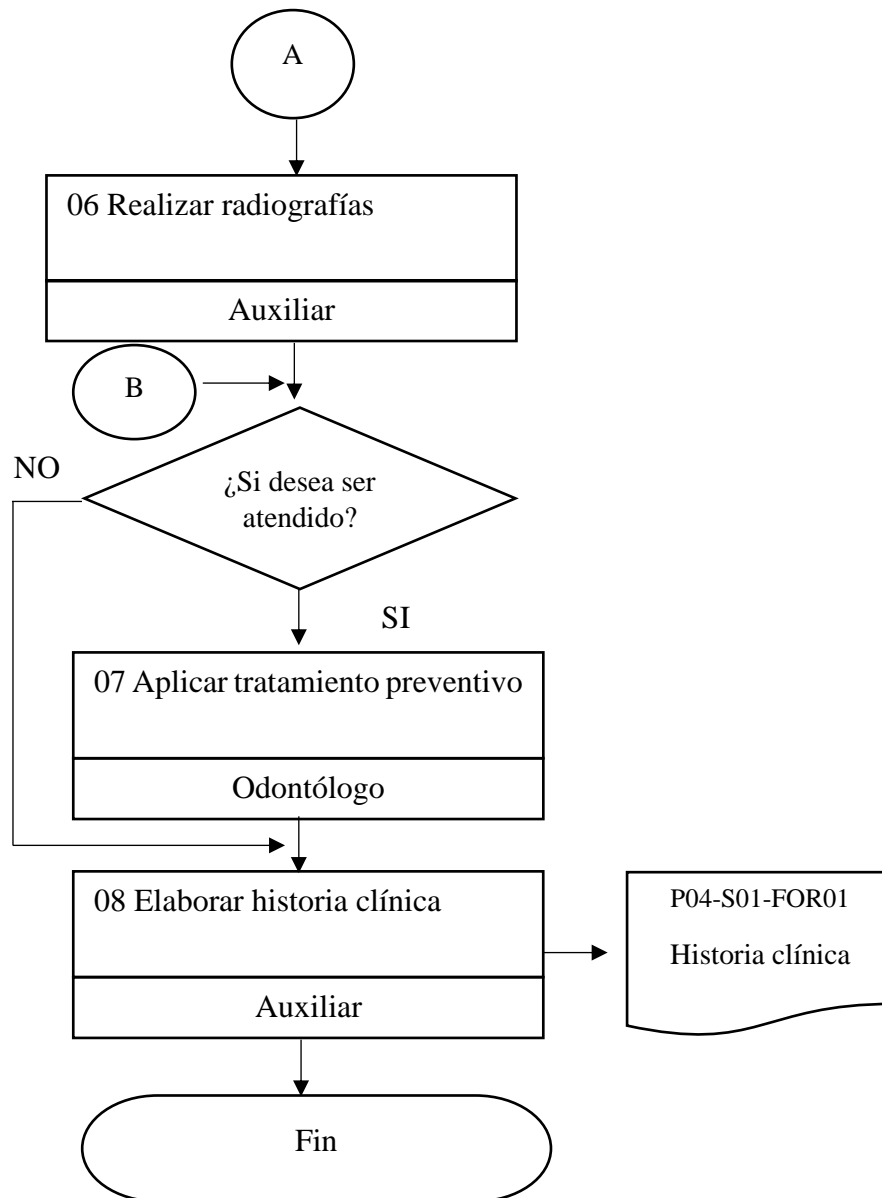 A
06 Realizar radiografías
Auxiliar
B
NO
¿Si desea ser
atendido?
SI
07 Aplicar tratamiento preventivo
Odontólogo
08 Elaborar historia clínica
Auxiliar
P04-S01-FOR01
Historia clínica
Fin